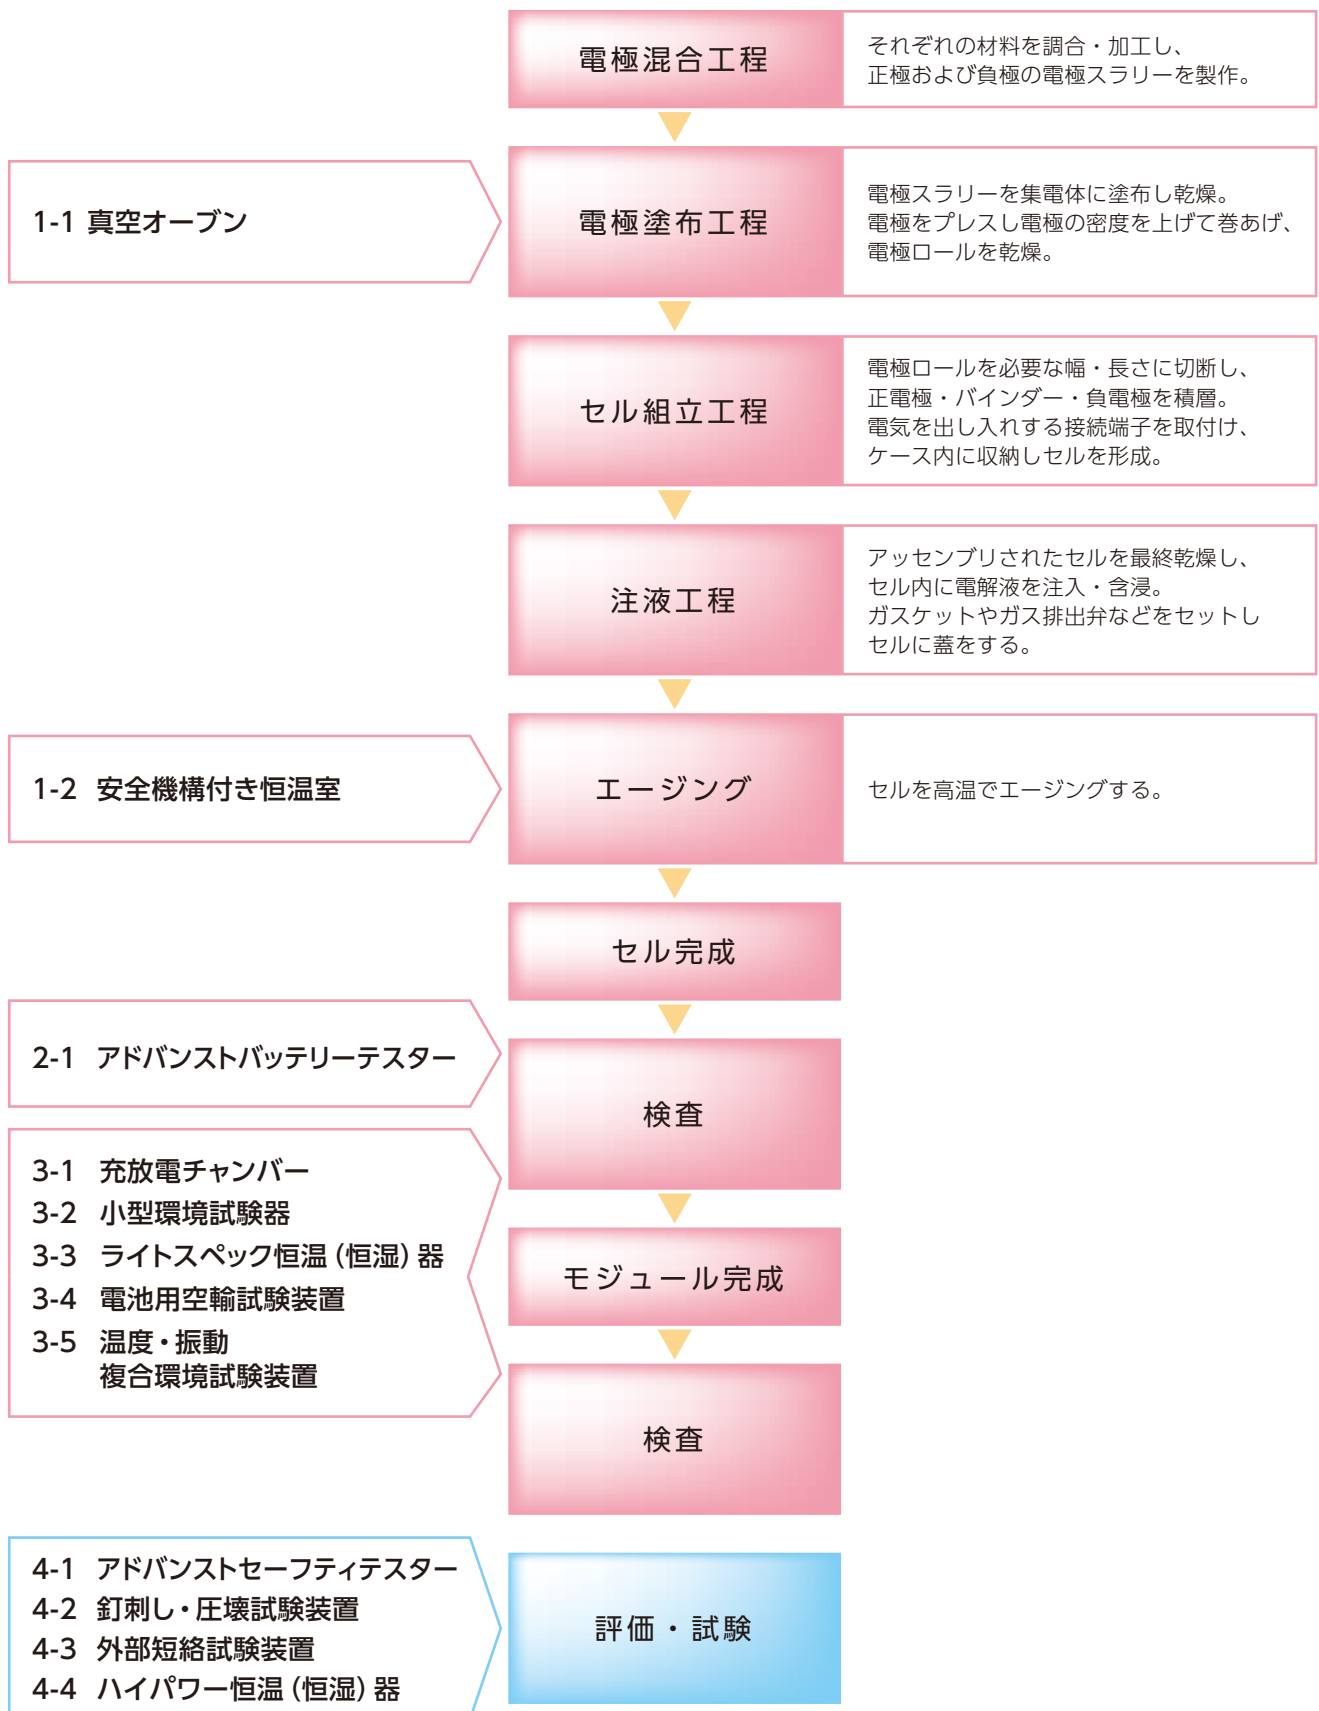 電極混合工程
それぞれの材料を調合・加工し、
正極および負極の電極スラリーを製作。
1-1 真空オーブン
電極塗布工程
電極スラリーを集電体に塗布し乾燥。
電極をプレスし電極の密度を上げて巻あげ、
電極ロールを乾燥。
セル組立工程
電極ロールを必要な幅・長さに切断し、
正電極・バインダー・負電極を積層。
電気を出し入れする接続端子を取付け、
ケース内に収納しセルを形成。
注液工程
アッセンブリされたセルを最終乾燥し、
セル内に電解液を注入・含浸。
ガスケットやガス排出弁などをセットし
セルに蓋をする。
1-2 安全機構付き恒温室
エージング
セルを高温でエージングする。
セル完成
2-1 アドバンストバッテリーテスター
検査
3-1 充放電チャンバー
3-2 小型環境試験器
3-3 ライトスペック恒温（恒湿）器
3-4 電池用空輸試験装置
3-5 温度・振動
複合環境試験装置
モジュール完成
検査
4-1 アドバンストセーフティテスター
4-2 釘刺し・圧壊試験装置
4-3 外部短絡試験装置
4-4 ハイパワー恒温（恒湿）器
評価・試験